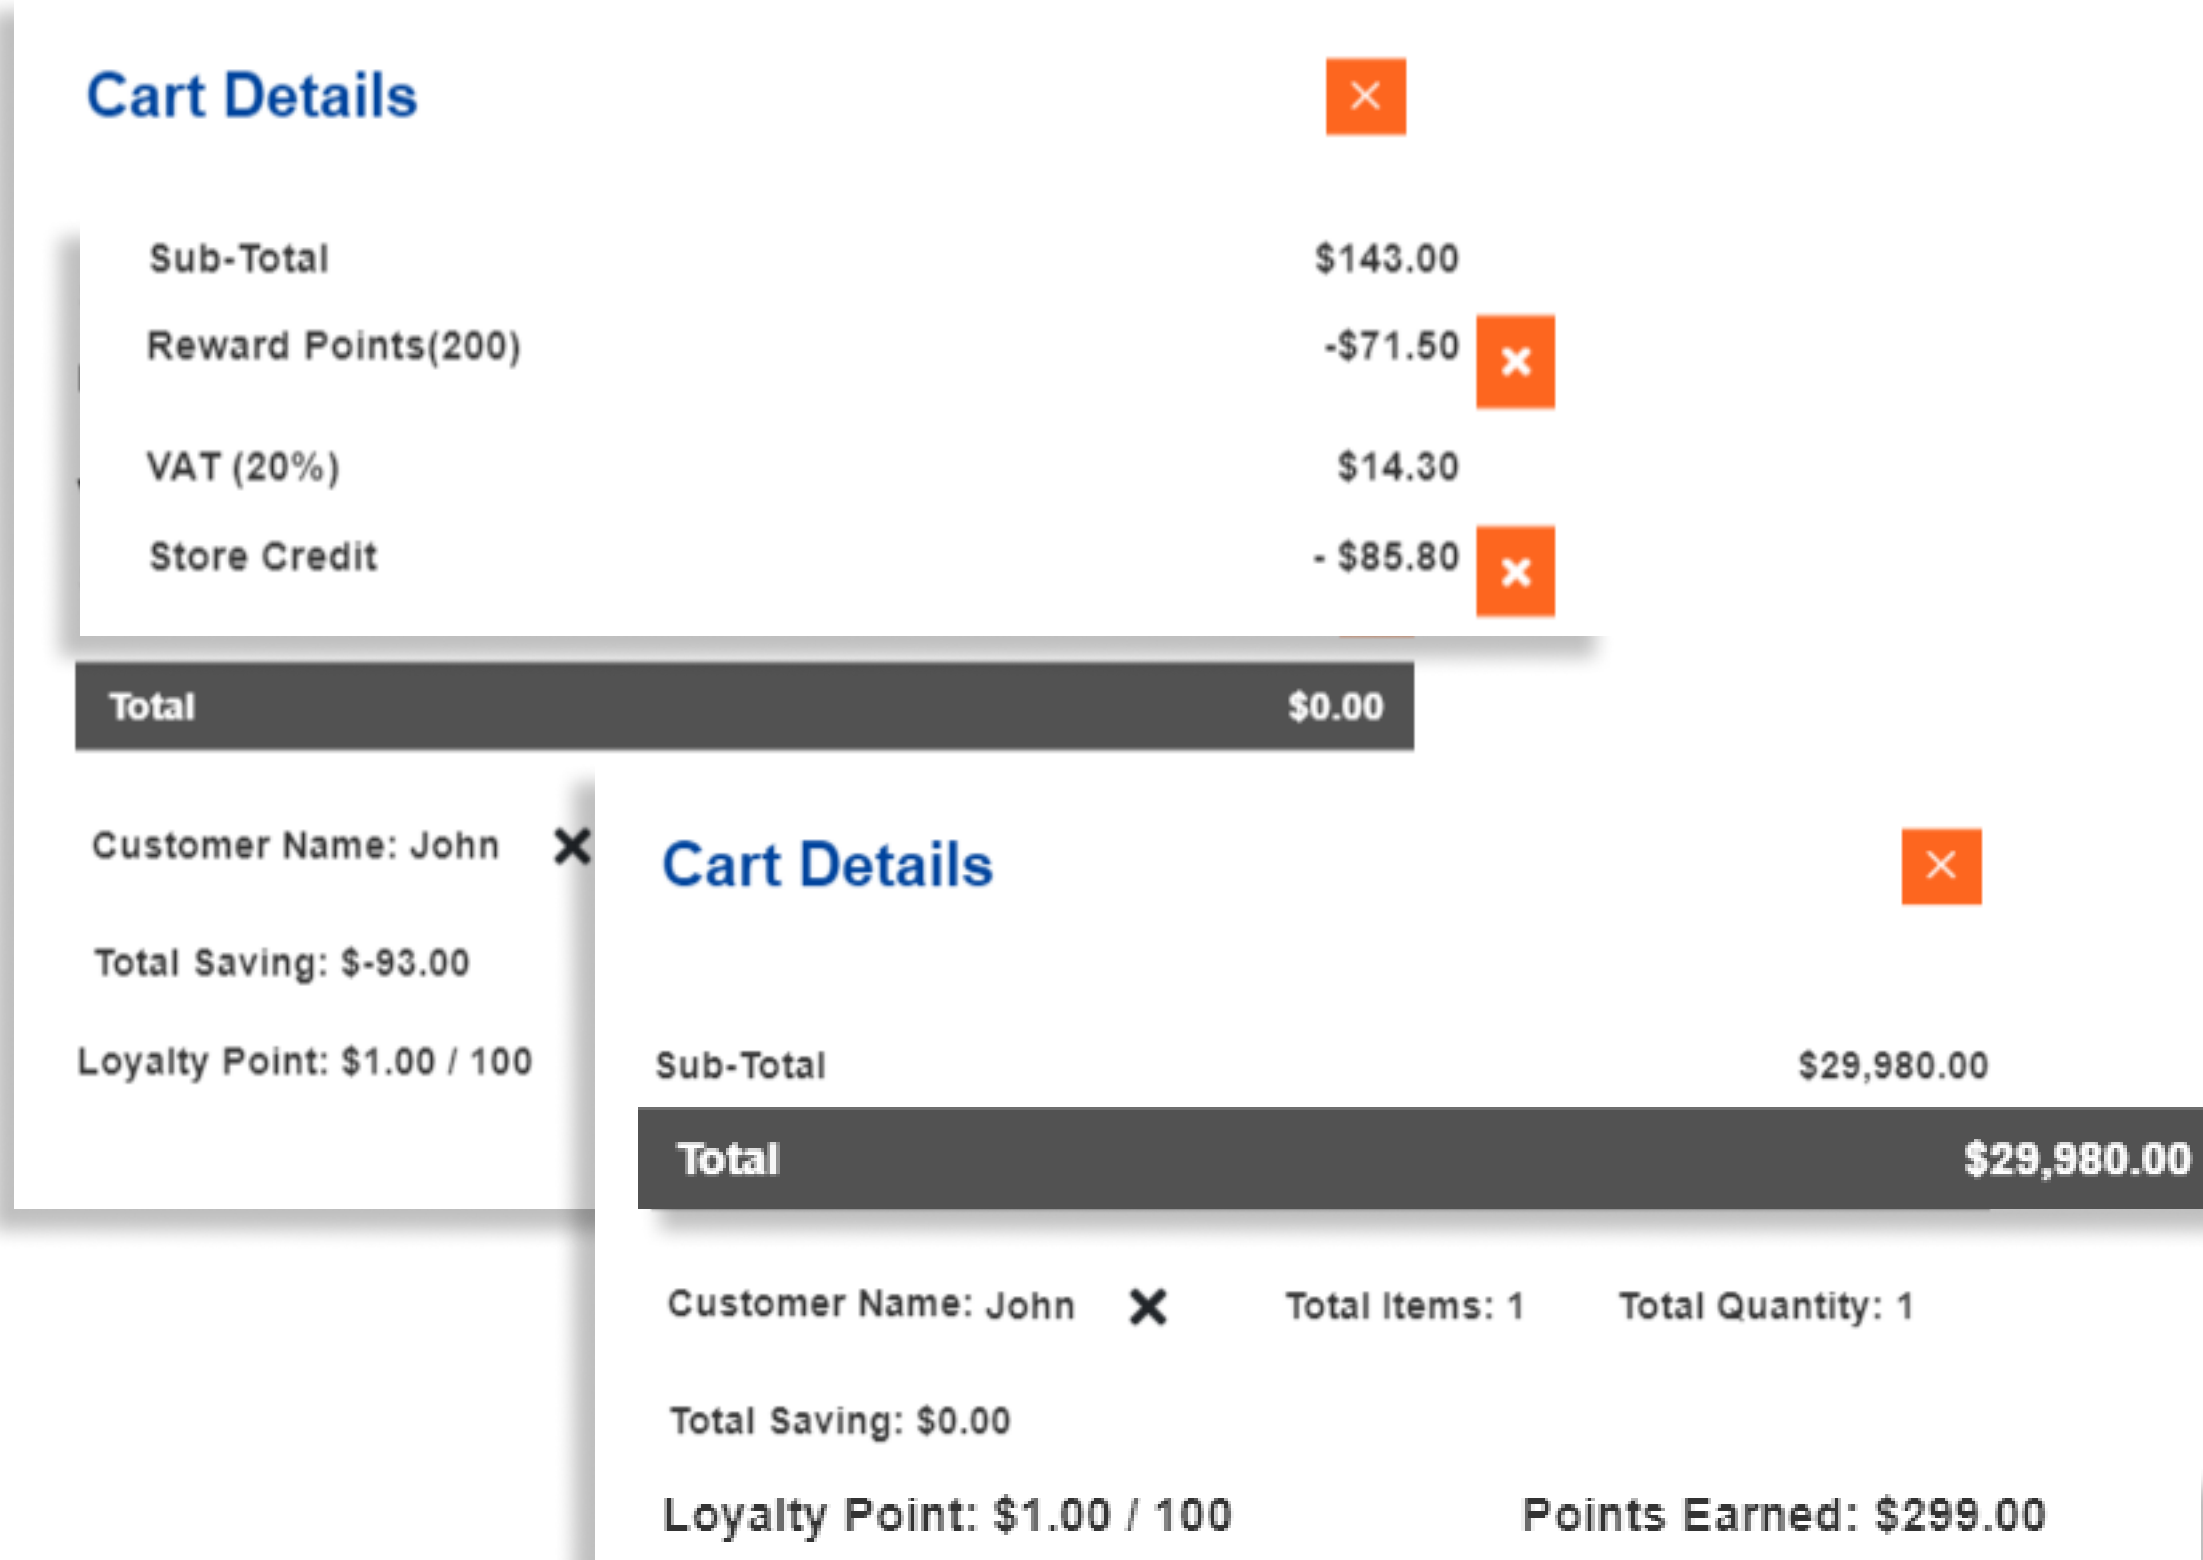 Cart Details
Sub-Total $143.00
Reward Points(200) -$71.50
VAT (20%) $14.30
Store Credit - $85.80
Total $0.00
Customer Name: John
Total Saving: $-93.00
Loyalty Point: $1.00 / 100
Cart Details
Sub-Total $29,980.00
Total $29,980.00
Customer Name: John Total Items: 1 Total Quantity: 1
Total Saving: $0.00
Loyalty Point: $1.00 / 100 Points Earned: $299.00